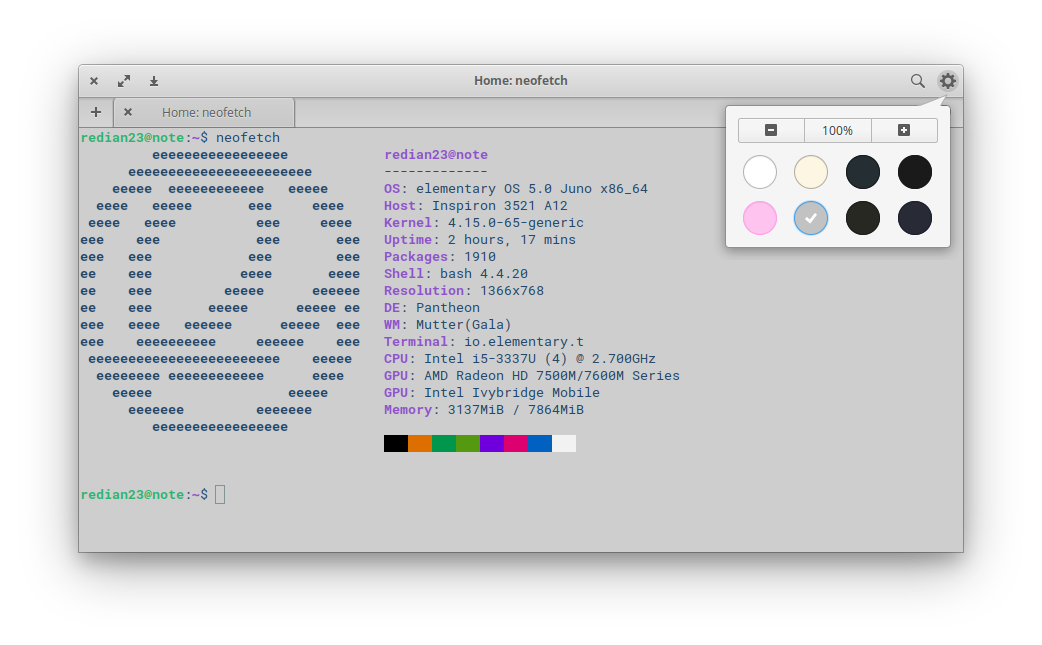 Home: neofetch
Home: neofetch
100%
redian23@note:~$ neofetch
eeeeeeeeeeeeeeeee redian23@note
eeeeeeeeeeeeeeeeeeeeeee -------------
eeeee  eeeeeeeeeeee   eeeee OS: elementary OS 5.0 Juno x86_64
eeee   eeeee       eee     eeee Host: Inspiron 3521 A12
eeee   eeee          eee     eeee Kernel: 4.15.0-65-generic
eee    eee            eee       eee Uptime: 2 hours, 17 mins
eee   eee            eee        eee Packages: 1910
ee    eee           eeee       eeee Shell: bash 4.4.20
ee    eee         eeeee      eeeeee Resolution: 1366x768
ee    eee       eeeee      eeeee ee DE: Pantheon
eee   eeee   eeeeee      eeeee  eee WM: Mutter(Gala)
eee    eeeeeeeeee     eeeeee    eee Terminal: io.elementary.t
eeeeeeeeeeeeeeeeeeeeeeee    eeeee CPU: Intel i5-3337U (4) @ 2.700GHz
eeeeeeee eeeeeeeeeeee      eeee GPU: AMD Radeon HD 7500M/7600M Series
eeeee                 eeeee GPU: Intel Ivybridge Mobile
eeeeeee         eeeeeee Memory: 3137MiB / 7864MiB
eeeeeeeeeeeeeeeee
redian23@note:~$